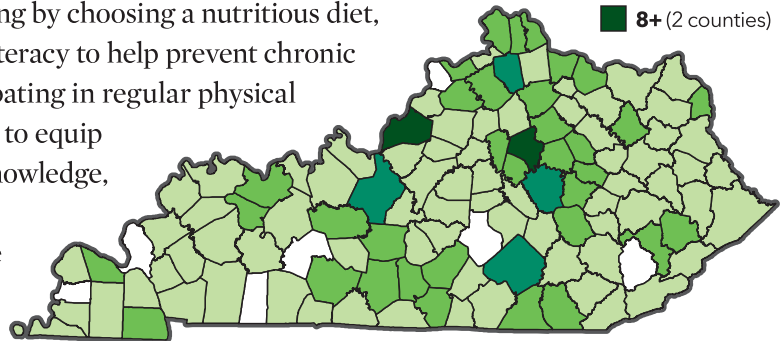 ng by choosing a nutritious diet,
teracy to help prevent chronic
pating in regular physical
to equip
nowledge,
e
8+ (2 counties)